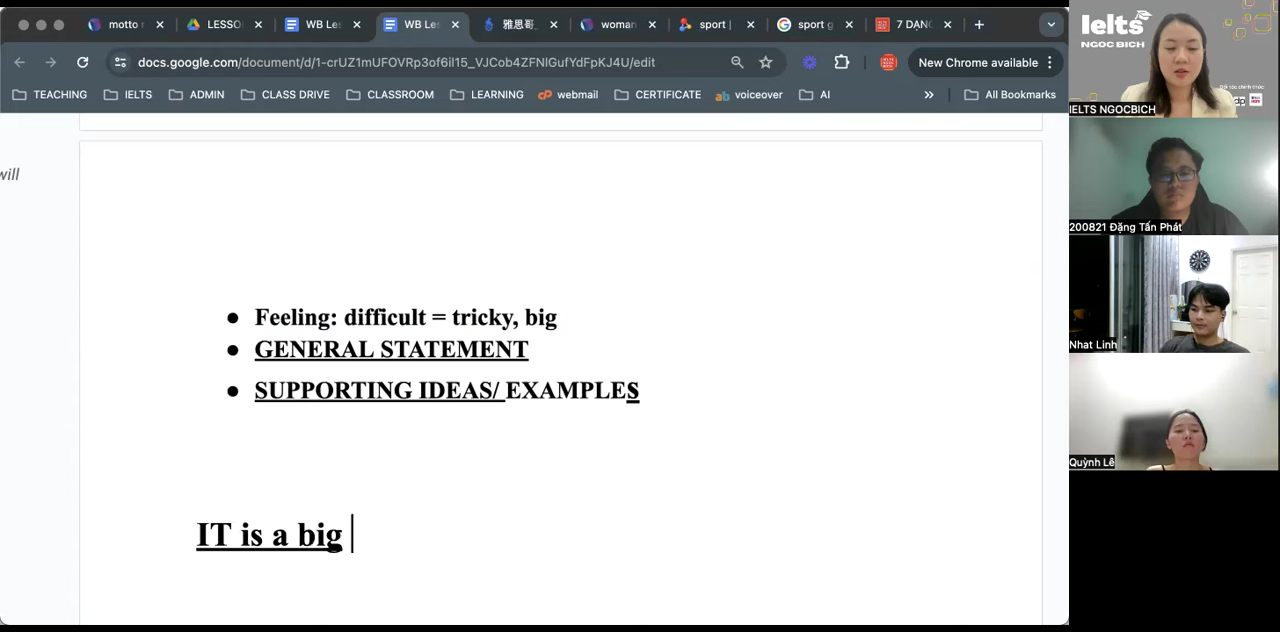 motto r
LESSO
WB Les
WB Les
雅思哥
woman
sport |
sport g
7 DẠNG
docs.google.com/document/d/1-crUZ1mUFOVRp3of6il15_VJCob4ZFNlGufYdFpKJ4U/edit
New Chrome available
TEACHING
IELTS
ADMIN
CLASS DRIVE
CLASSROOM
LEARNING
webmail
CERTIFICATE
voiceover
AI
»
All Bookmarks
will
● Feeling: difficult = tricky, big
● GENERAL STATEMENT
● SUPPORTING IDEAS/ EXAMPLES
IT is a big
Ielts
NGOC BICH
IELTS NGOCBICH
200821 Đặng Tấn Phát
Nhat Linh
Quỳnh Lê